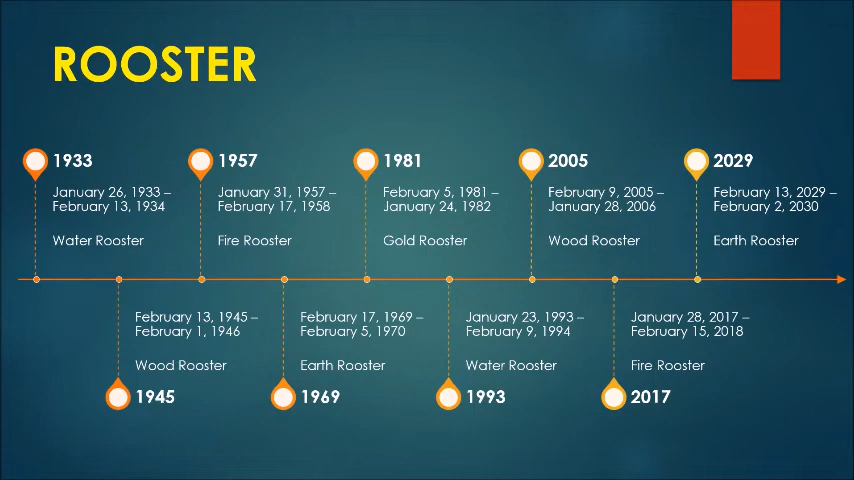 ROOSTER
1933
January 26, 1933 –
February 13, 1934
Water Rooster
1957
January 31, 1957 –
February 17, 1958
Fire Rooster
1981
February 5, 1981 –
January 24, 1982
Gold Rooster
2005
February 9, 2005 –
January 28, 2006
Wood Rooster
2029
February 13, 2029 –
February 2, 2030
Earth Rooster
February 13, 1945 –
February 1, 1946
Wood Rooster
1945
February 17, 1969 –
February 5, 1970
Earth Rooster
1969
January 23, 1993 –
February 9, 1994
Water Rooster
1993
January 28, 2017 –
February 15, 2018
Fire Rooster
2017